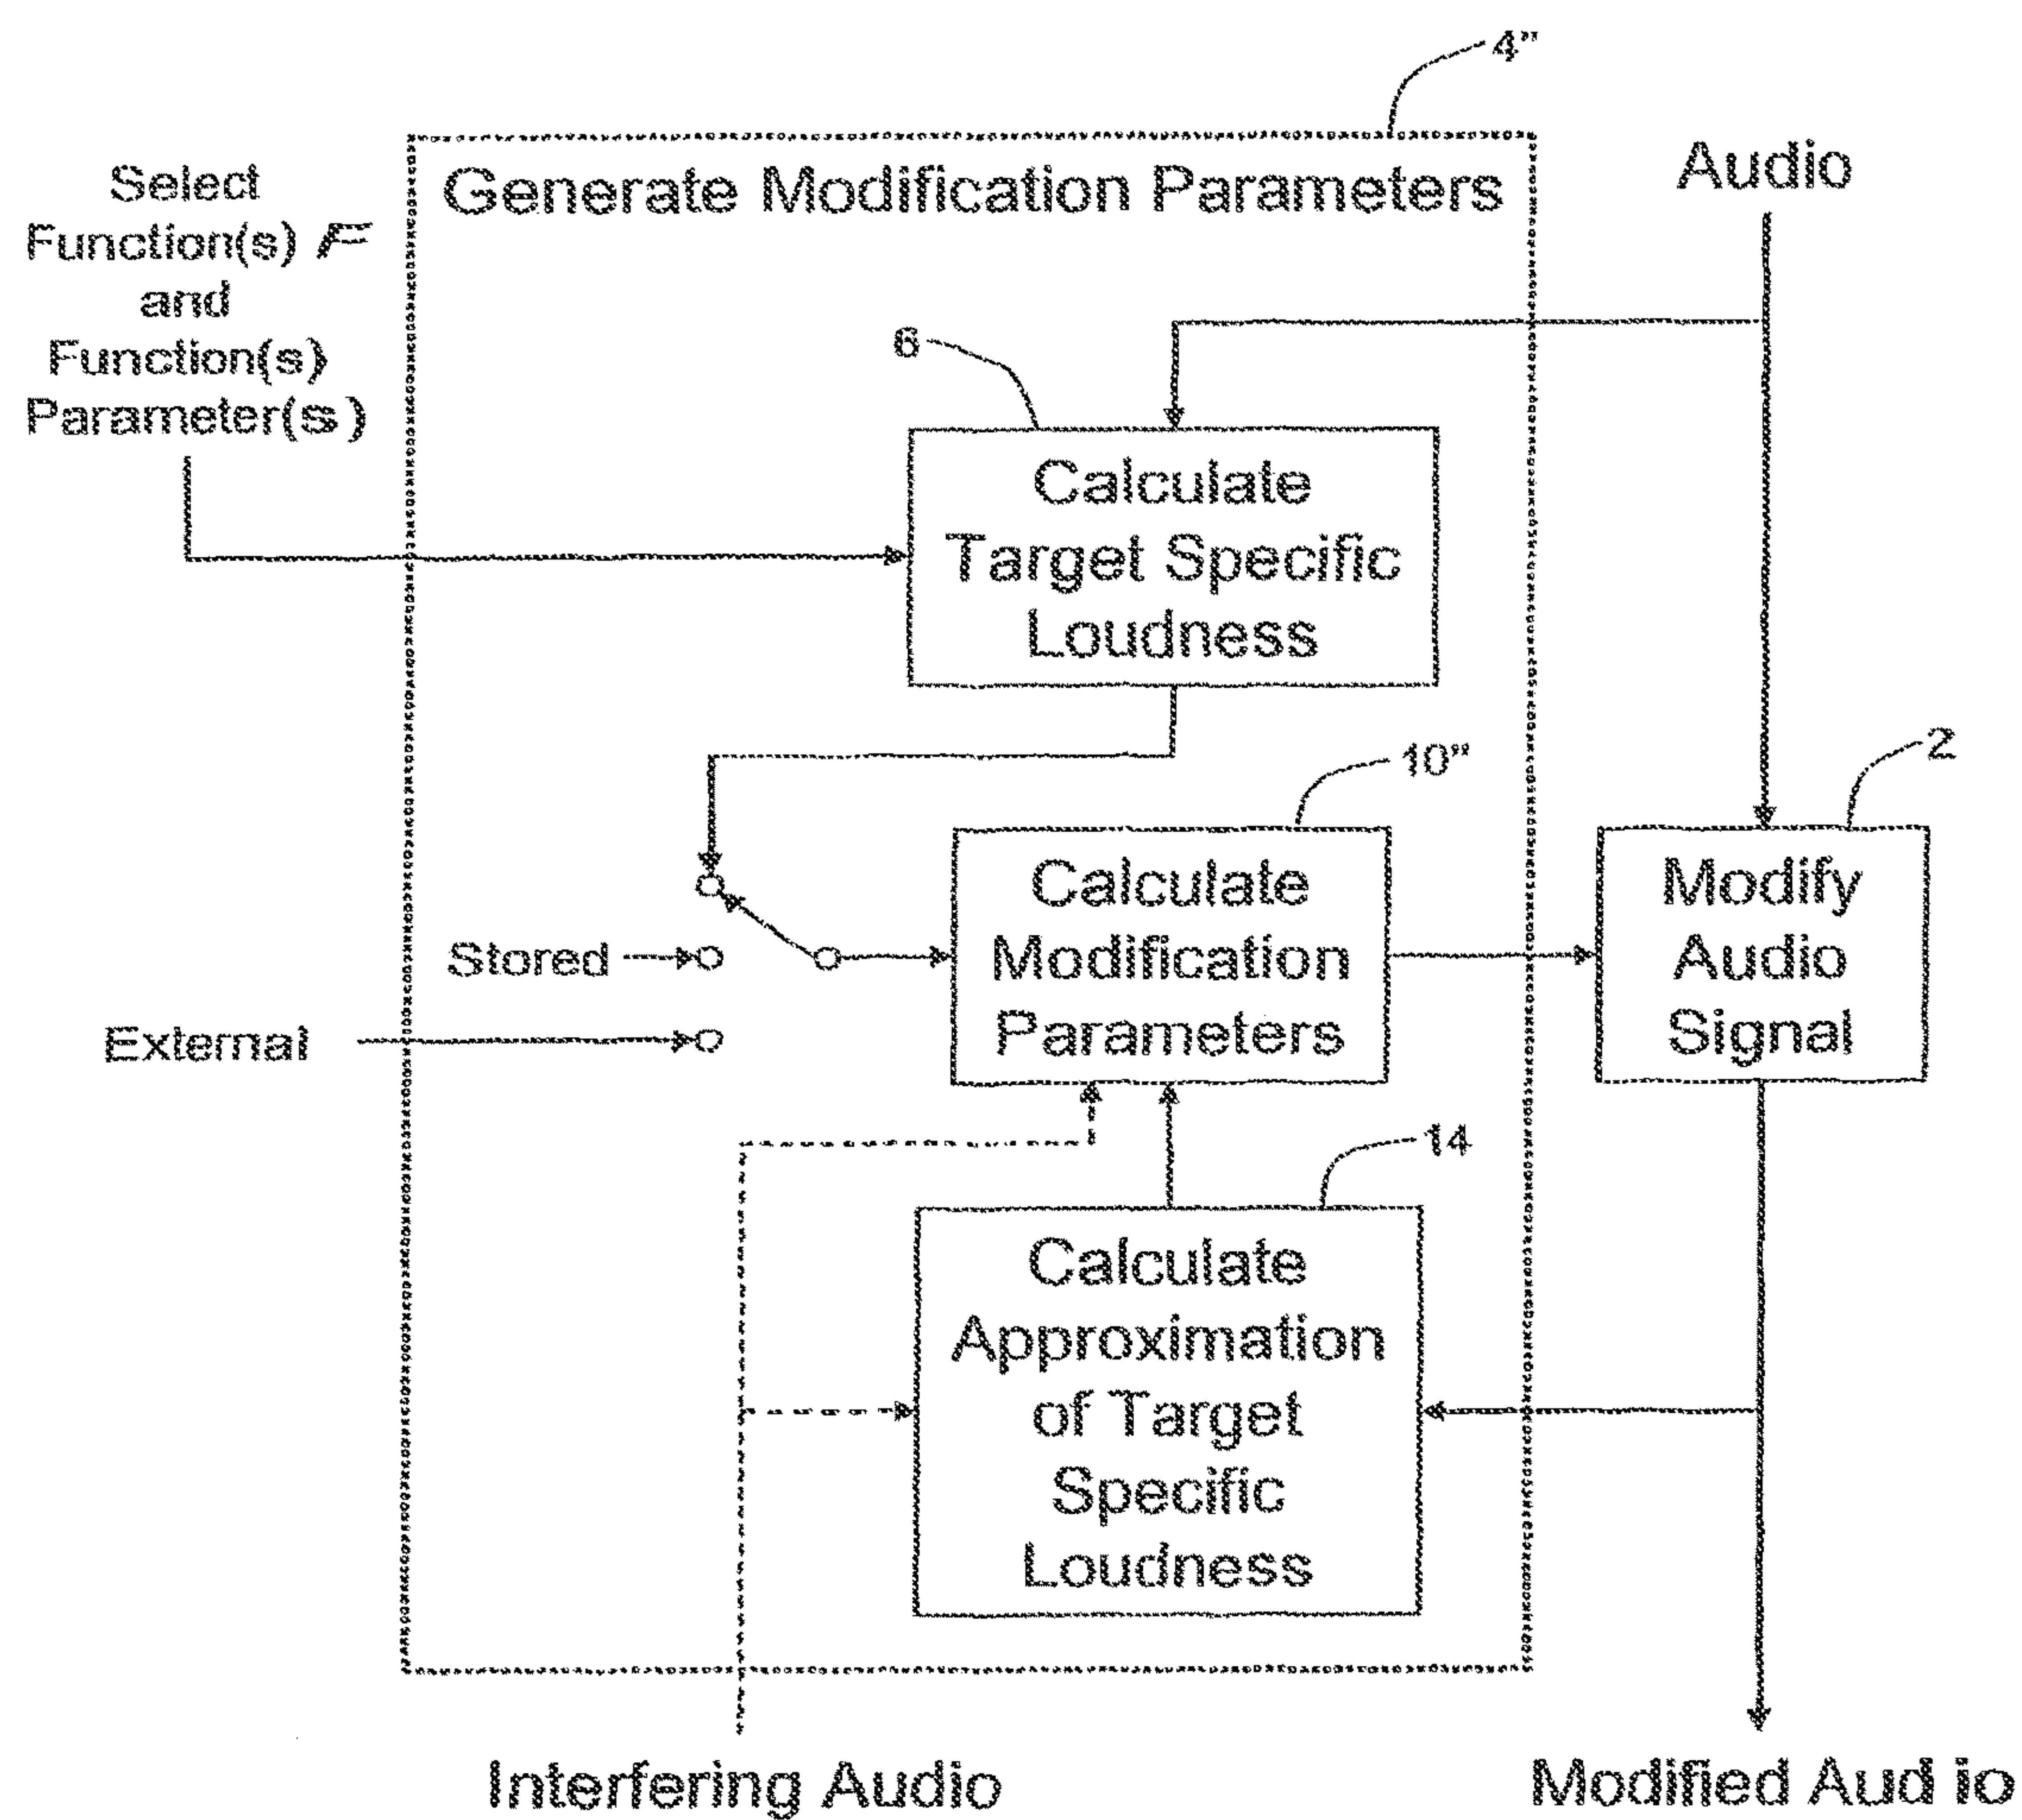 4”
Select
Function(s) F
and
Function(s)
Parameter(s )
Generate Modification Parameters
Audio
6
Calculate
Target Specific
Loudness
10”
2
Calculate
Modification
Parameters
Modify
Audio
Signal
Stored
External
14
Calculate
Approximation
of Target
Specific
Loudness
Interfering Audio
Modified Aud io